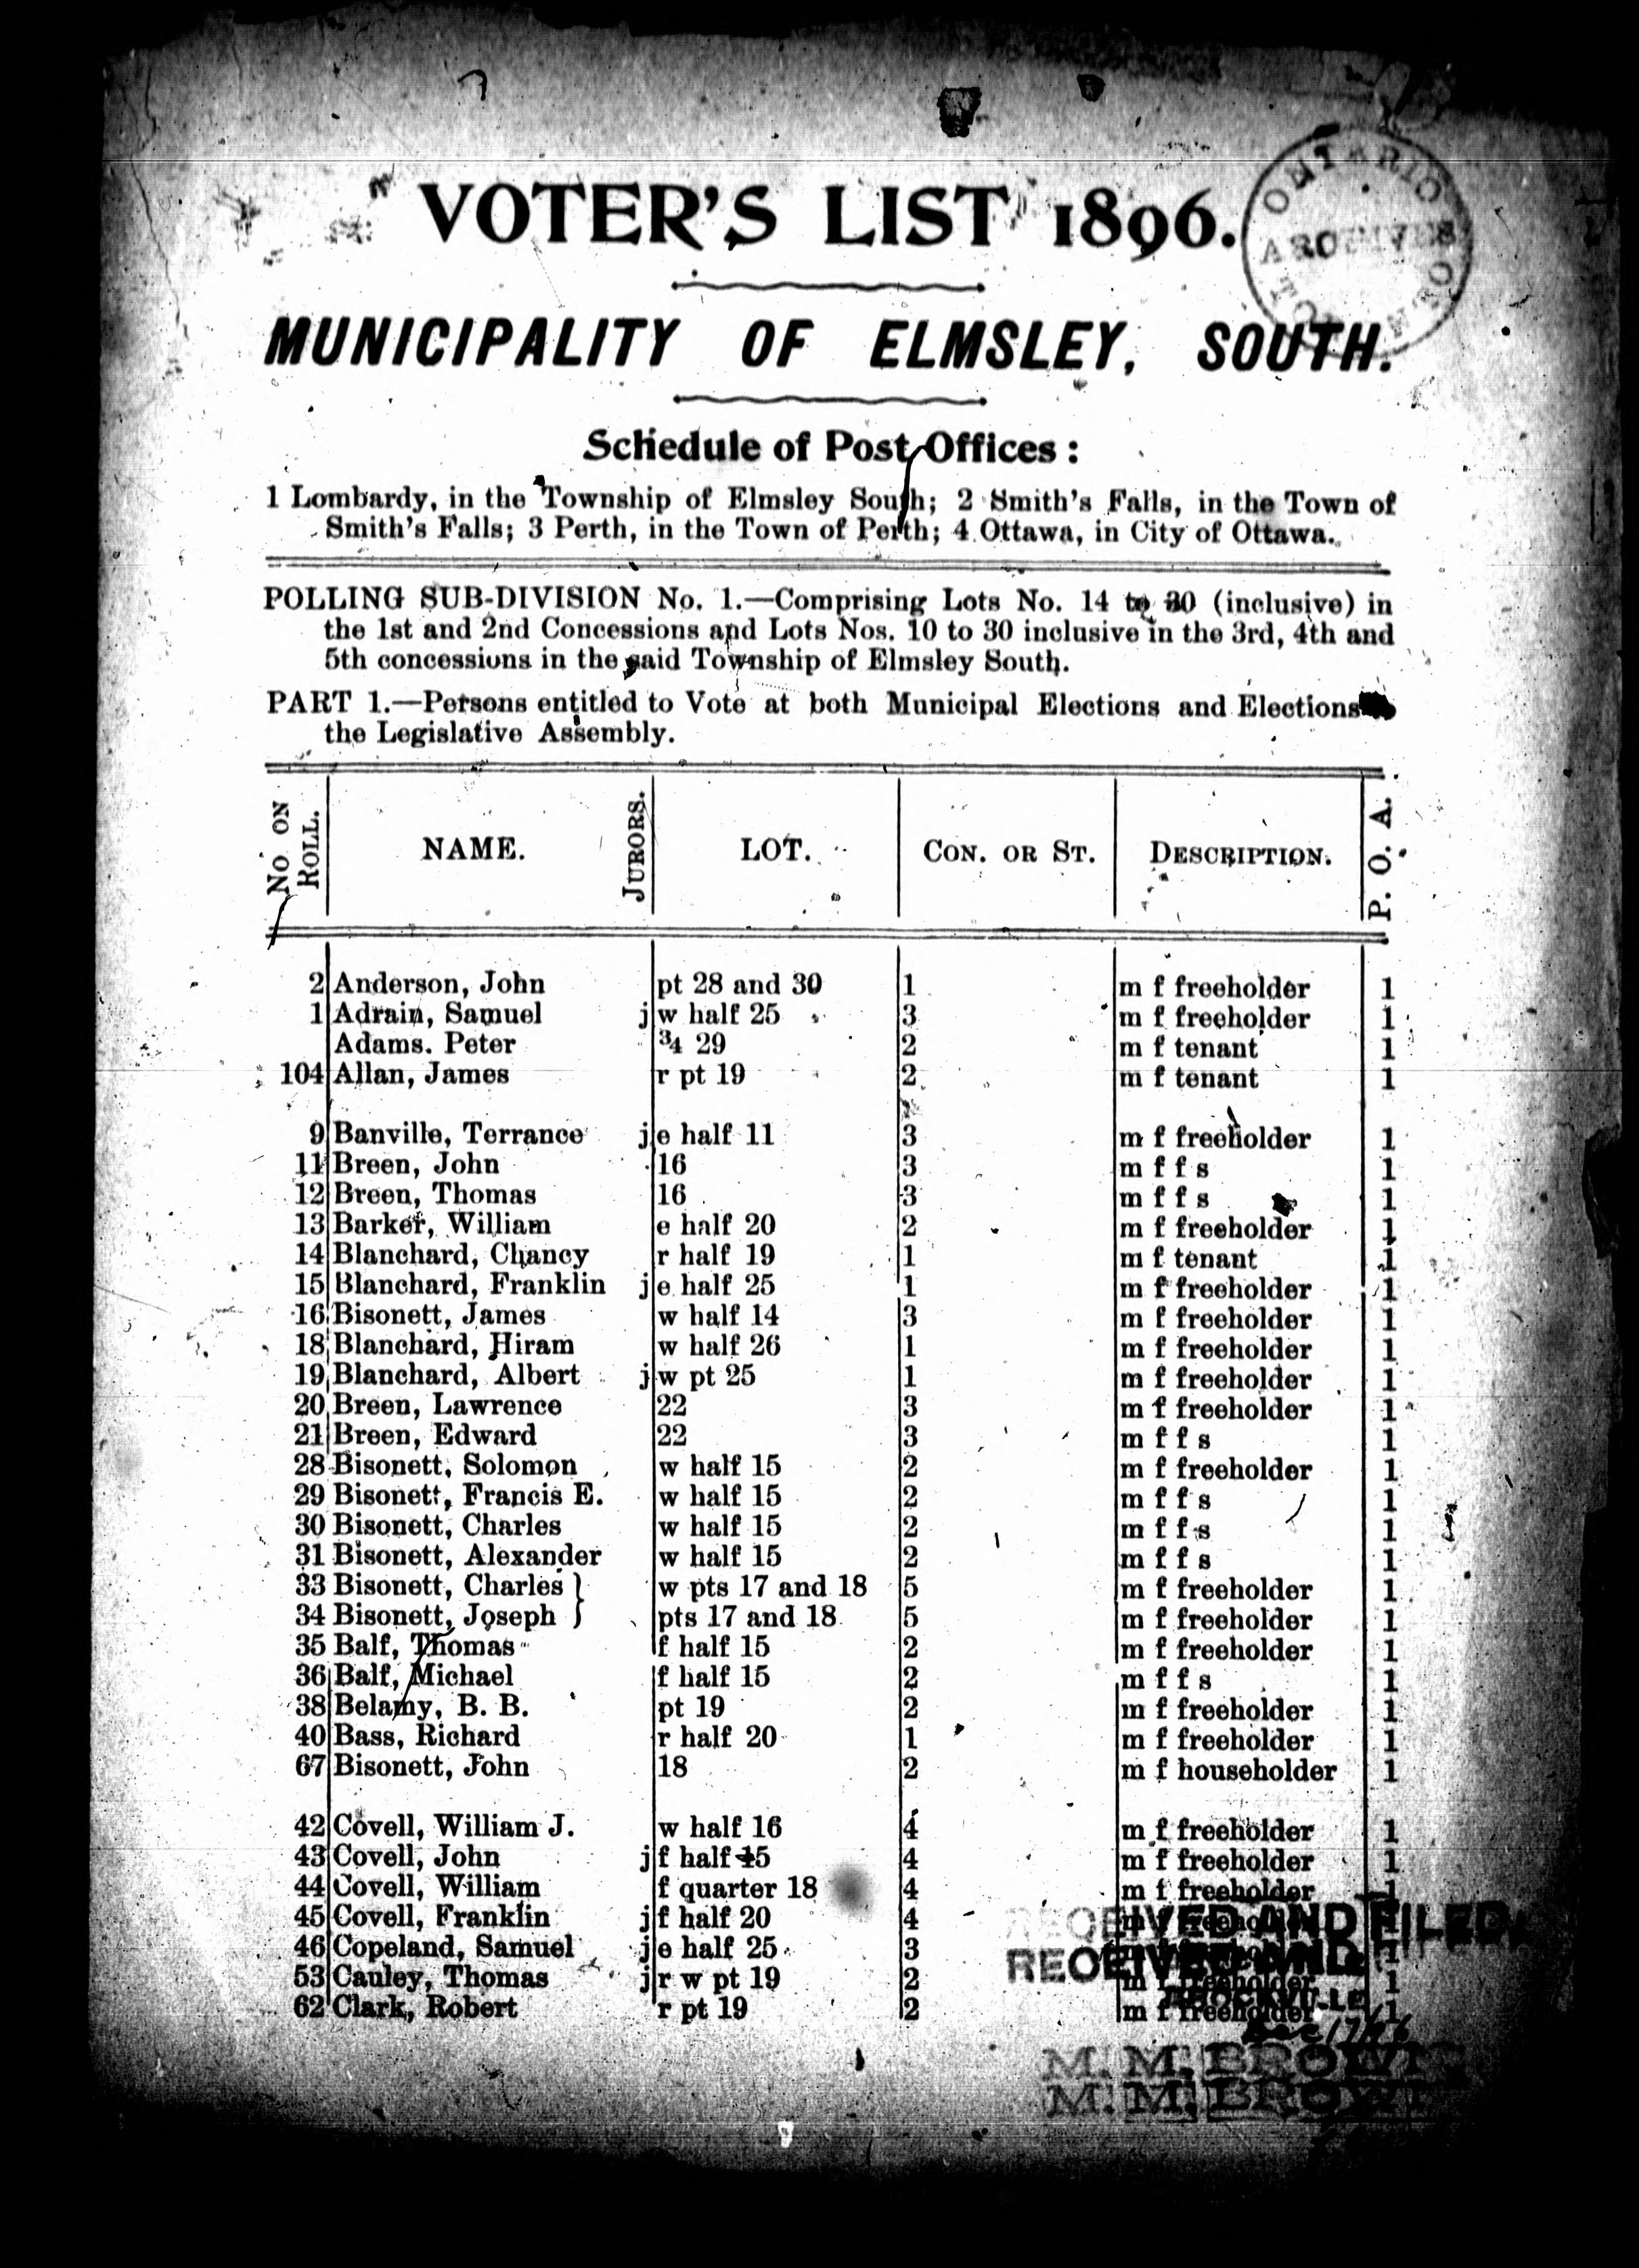 VOTER'S LIST 1896.
ONTARIO
ARCHIVES
TORONTO
MUNICIPALITY OF ELMSLEY, SOUTH.
Schedule of Post Offices :
1 Lombardy, in the Township of Elmsley South; 2 Smith's Falls, in the Town of
Smith's Falls; 3 Perth, in the Town of Perth; 4 Ottawa, in City of Ottawa.
POLLING SUB-DIVISION No. 1.—Comprising Lots No. 14 to 30 (inclusive) in
the 1st and 2nd Concessions and Lots Nos. 10 to 30 inclusive in the 3rd, 4th and
5th concessions in the said Township of Elmsley South.
PART 1.—Persons entitled to Vote at both Municipal Elections and Elections
the Legislative Assembly.
No ON ROLL. NAME. JURORS. LOT. CON. OR ST. DESCRIPTION. P. O. A.
2 Anderson, John pt 28 and 30 1 m f freeholder 1
1 Adrain, Samuel j w half 25 3 m f freeholder 1
Adams. Peter ¾ 29 2 m f tenant 1
104 Allan, James r pt 19 2 m f tenant 1
9 Banville, Terrance j e half 11 3 m f freeholder 1
11 Breen, John 16 3 m f f s 1
12 Breen, Thomas 16 3 m f f s 1
13 Barker, William e half 20 2 m f freeholder 1
14 Blanchard, Chancy r half 19 1 m f tenant 1
15 Blanchard, Franklin j e half 25 1 m f freeholder 1
16 Bisonett, James w half 14 3 m f freeholder 1
18 Blanchard, Hiram w half 26 1 m f freeholder 1
19 Blanchard, Albert j w pt 25 1 m f freeholder 1
20 Breen, Lawrence 22 3 m f freeholder 1
21 Breen, Edward 22 3 m f f s 1
28 Bisonett, Solomon w half 15 2 m f freeholder 1
29 Bisonett, Francis E. w half 15 2 m f f s 1
30 Bisonett, Charles w half 15 2 m f f s 1
31 Bisonett, Alexander w half 15 2 m f f s 1
33 Bisonett, Charles } w pts 17 and 18 5 m f freeholder 1
34 Bisonett, Joseph } pts 17 and 18 5 m f freeholder 1
35 Balf, Thomas f half 15 2 m f freeholder 1
36 Balf, Michael f half 15 2 m f f s 1
38 Belamy, B. B. pt 19 2 m f freeholder 1
40 Bass, Richard r half 20 1 m f freeholder 1
67 Bisonett, John 18 2 m f householder 1
42 Covell, William J. w half 16 4 m f freeholder 1
43 Covell, John j f half 15 4 m f freeholder 1
44 Covell, William f quarter 18 4 m f freeholder 1
45 Covell, Franklin j f half 20 4 m f freeholder 1
46 Copeland, Samuel j e half 25 3 m 1
53 Cauley, Thomas j r w pt 19 2 m f freeholder 1
62 Clark, Robert r pt 19 2 m f freeholder 1
RECEIVED AND FILED,
RECEIVED AND
BROCKVILLE
Dec 17/96
M. M. BROWN
M. M. BROWN